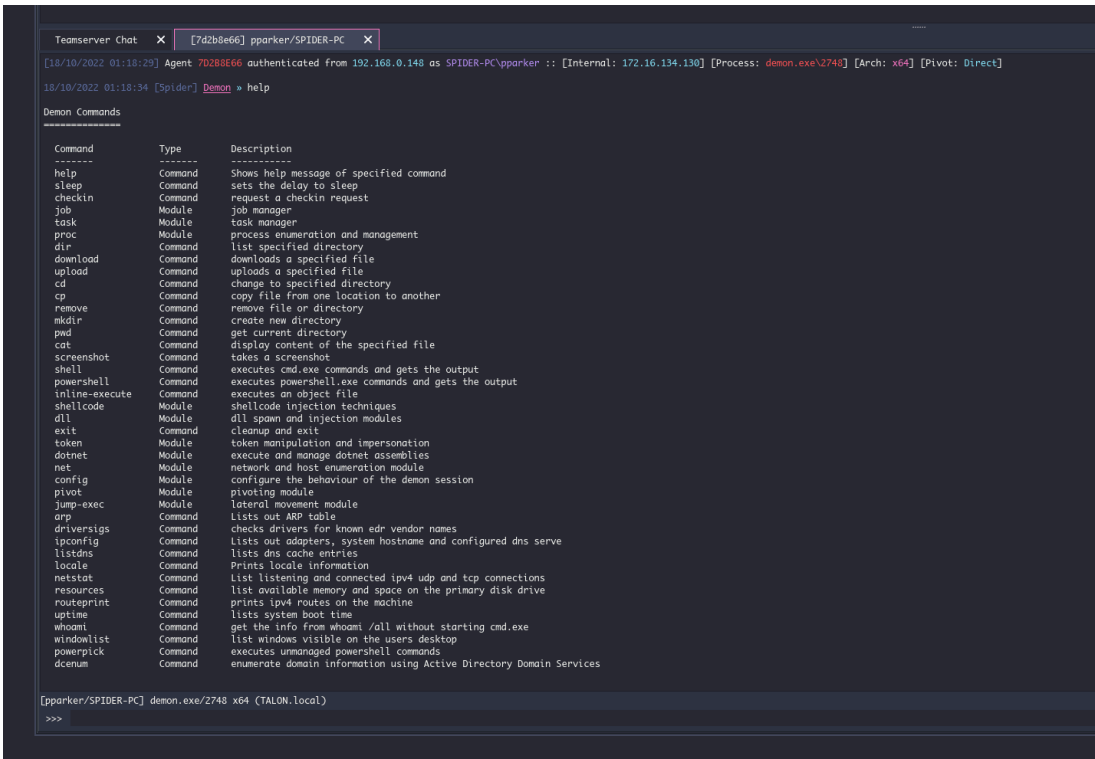 Teamserver Chat X [7d2b8e66] pparker/SPIDER-PC X
[18/10/2022 01:18:29] Agent 7D2B8E66 authenticated from 192.168.0.148 as SPIDER-PC\pparker :: [Internal: 172.16.134.130] [Process: demon.exe\2748] [Arch: x64] [Pivot: Direct]
18/10/2022 01:18:34 [5pider] Demon » help
Demon Commands
==============
Command Type Description
------- ------- -----------
help Command Shows help message of specified command
sleep Command sets the delay to sleep
checkin Command request a checkin request
job Module job manager
task Module task manager
proc Module process enumeration and management
dir Command list specified directory
download Command downloads a specified file
upload Command uploads a specified file
cd Command change to specified directory
cp Command copy file from one location to another
remove Command remove file or directory
mkdir Command create new directory
pwd Command get current directory
cat Command display content of the specified file
screenshot Command takes a screenshot
shell Command executes cmd.exe commands and gets the output
powershell Command executes powershell.exe commands and gets the output
inline-execute Command executes an object file
shellcode Module shellcode injection techniques
dll Module dll spawn and injection modules
exit Command cleanup and exit
token Module token manipulation and impersonation
dotnet Module execute and manage dotnet assemblies
net Module network and host enumeration module
config Module configure the behaviour of the demon session
pivot Module pivoting module
jump-exec Module lateral movement module
arp Command Lists out ARP table
driversigs Command checks drivers for known edr vendor names
ipconfig Command Lists out adapters, system hostname and configured dns serve
listdns Command lists dns cache entries
locale Command Prints locale information
netstat Command List listening and connected ipv4 udp and tcp connections
resources Command list available memory and space on the primary disk drive
routeprint Command prints ipv4 routes on the machine
uptime Command lists system boot time
whoami Command get the info from whoami /all without starting cmd.exe
windowlist Command list windows visible on the users desktop
powerpick Command executes unmanaged powershell commands
dcenum Command enumerate domain information using Active Directory Domain Services
[pparker/SPIDER-PC] demon.exe/2748 x64 (TALON.local)
>>>